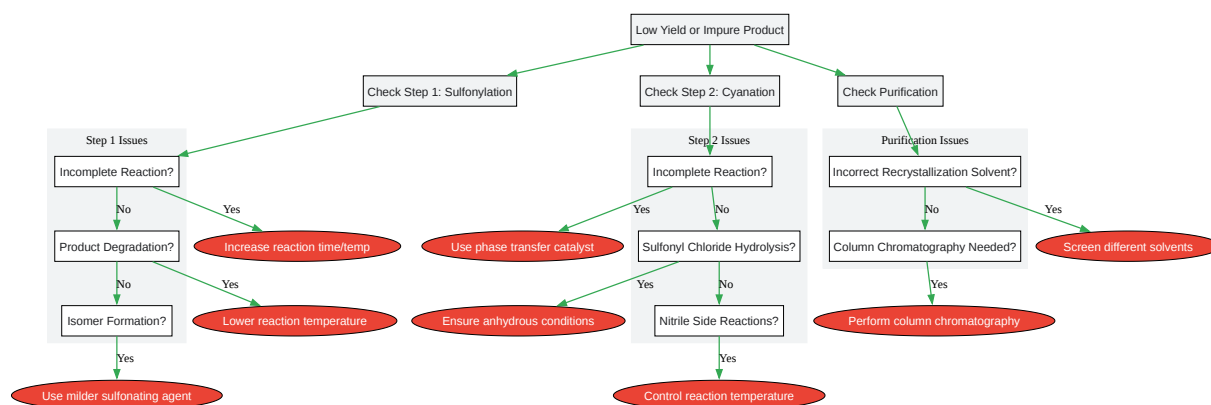 Low Yield or Impure Product
Check Step 1: Sulfonylation
Check Step 2: Cyanation
Check Purification
Step 1 Issues
Step 2 Issues
Purification Issues
Incomplete Reaction?
Incomplete Reaction?
Incorrect Recrystallization Solvent?
No
Yes
Yes
No
No
Yes
Product Degradation?
Increase reaction time/temp
Use phase transfer catalyst
Sulfonyl Chloride Hydrolysis?
Column Chromatography Needed?
Screen different solvents
No
Yes
Yes
No
Yes
Isomer Formation?
Lower reaction temperature
Ensure anhydrous conditions
Nitrile Side Reactions?
Perform column chromatography
Yes
Yes
Use milder sulfonating agent
Control reaction temperature